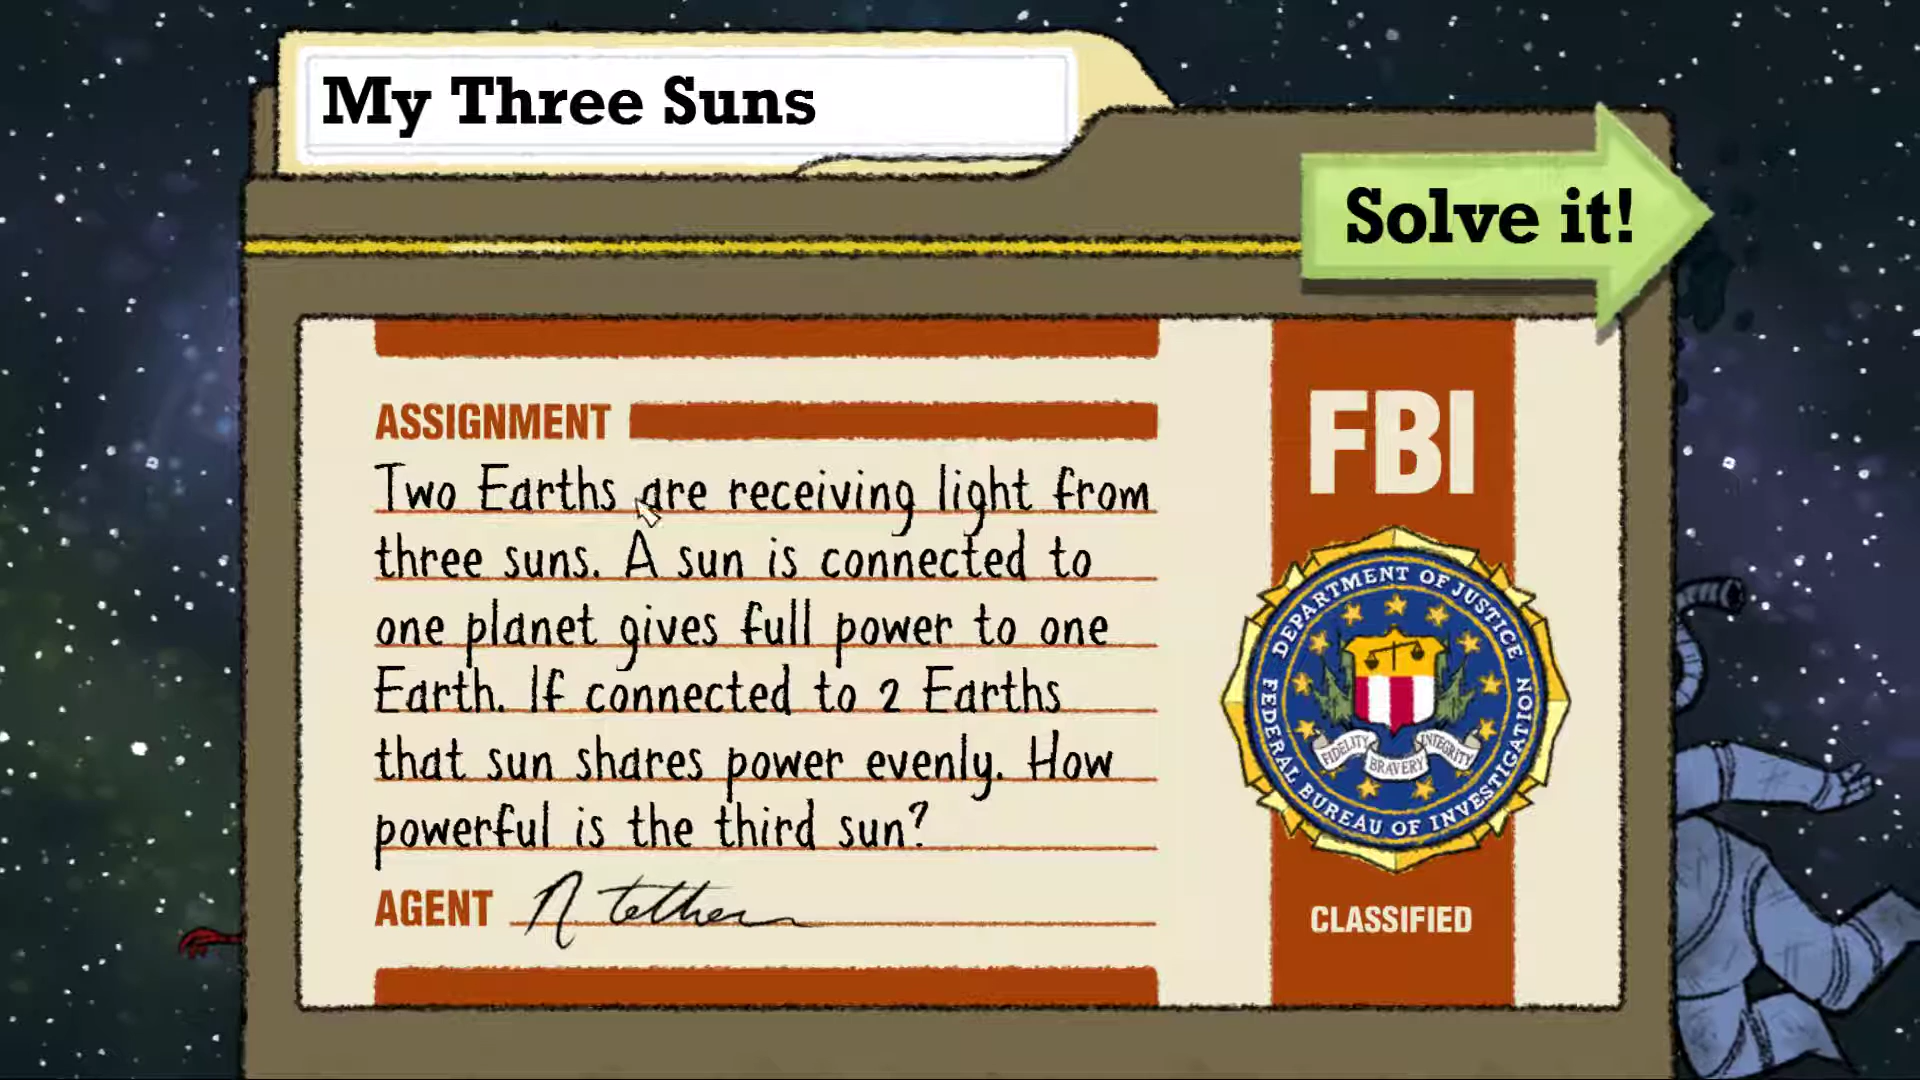 My Three Suns
Solve it!
ASSIGNMENT
Two Earths are receiving light from
three suns. A sun is connected to
one planet gives full power to one
Earth. If connected to 2 Earths
that sun shares power evenly. How
powerful is the third sun?
AGENT N tether
FBI
DEPARTMENT OF JUSTICE
FEDERAL BUREAU OF INVESTIGATION
FIDELITY BRAVERY INTEGRITY
CLASSIFIED